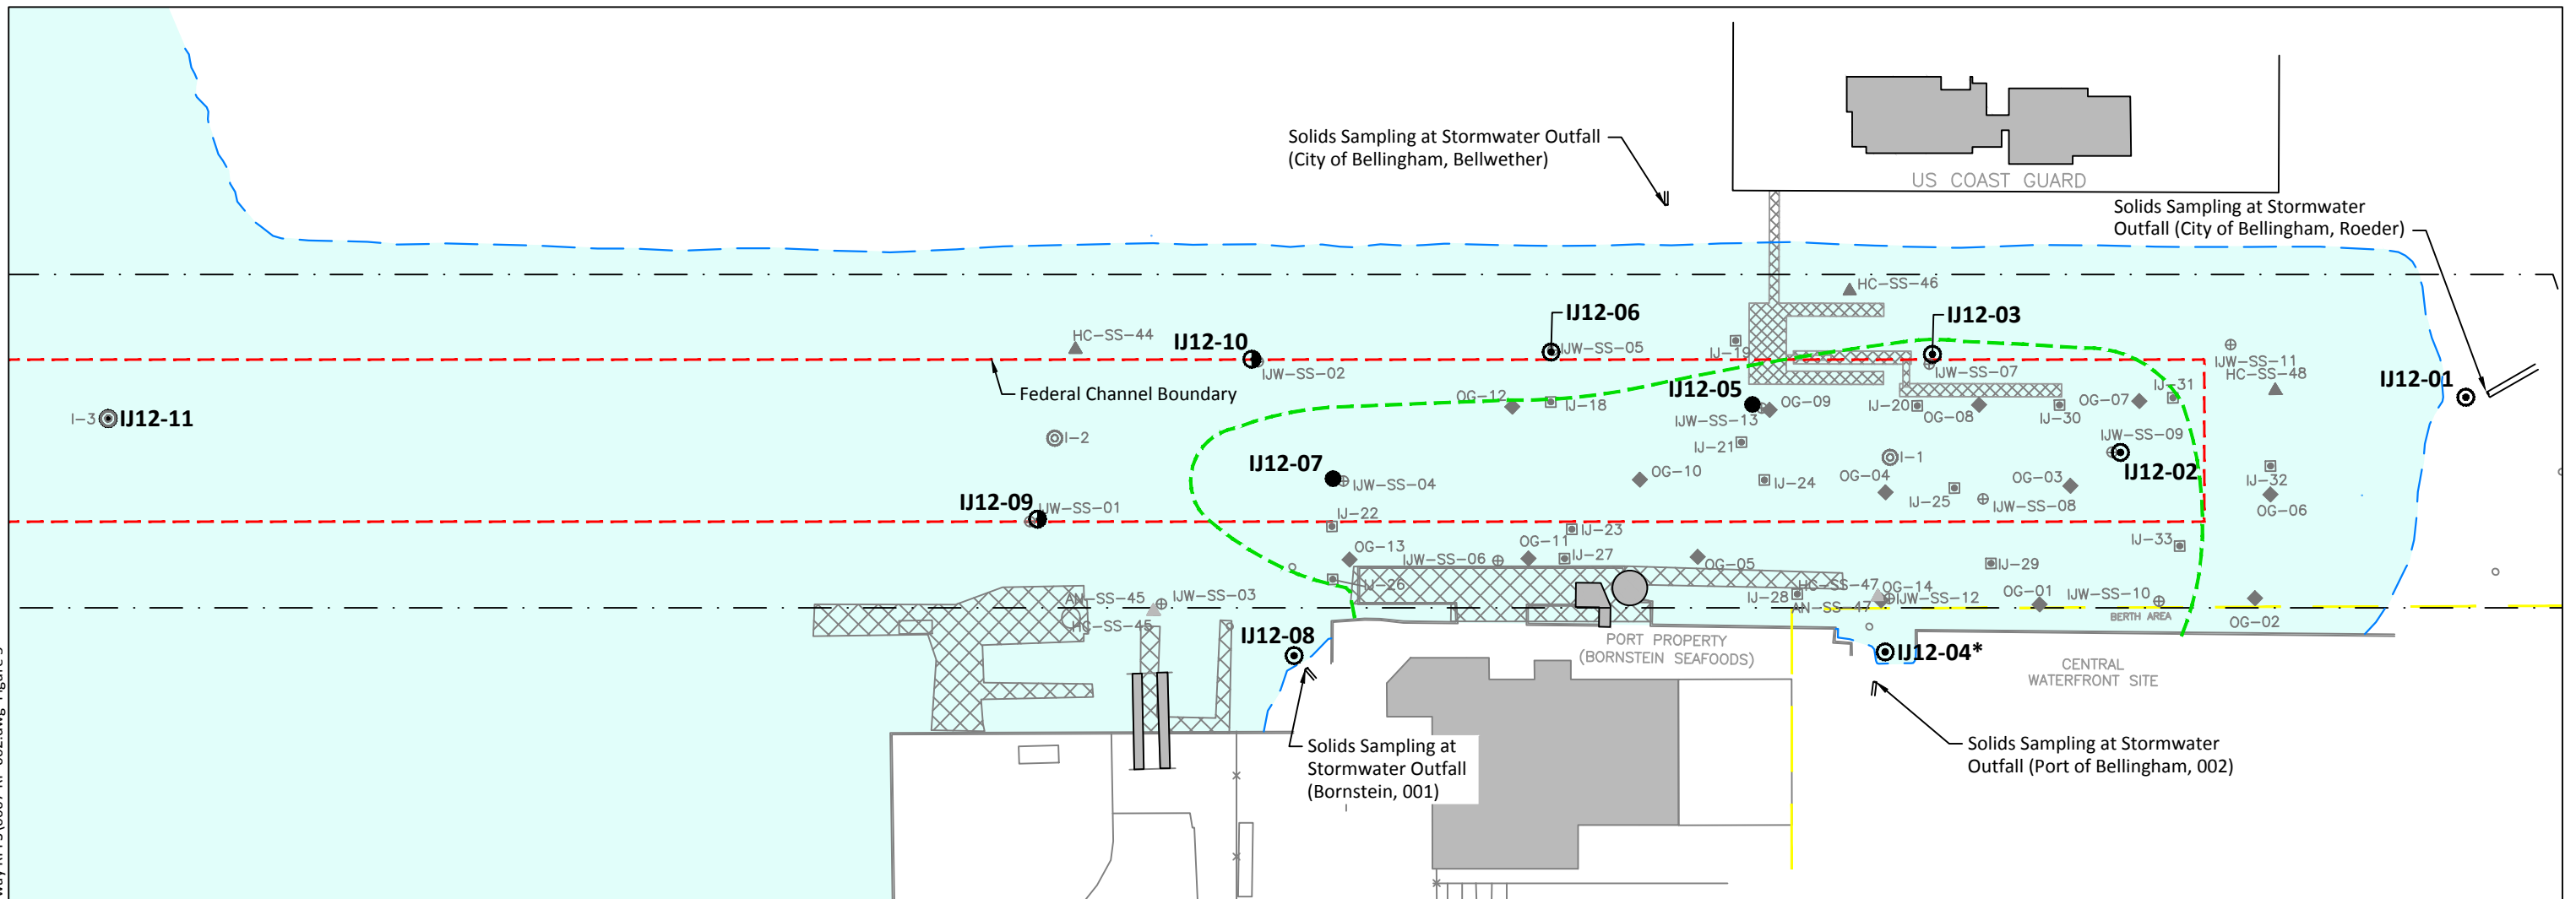 Solids Sampling at Stormwater Outfall
(City of Bellingham, Bellwether)
US COAST GUARD
Solids Sampling at Stormwater
Outfall (City of Bellingham, Roeder)
HC-SS-46
HC-SS-44
IJ12-10
IJW-SS-02
IJ12-06
IJW-SS-05
IJ-19
IJ12-03
IJW-SS-07
IJW-SS-11
HC-SS-48
IJ12-01
Federal Channel Boundary
I-3
IJ12-11
I-2
OG-12
IJ-18
IJ12-05
OG-09
IJW-SS-13
IJ-20
OG-08
IJ-30
OG-07
IJ-31
IJ-21
IJW-SS-09
IJ12-02
IJ12-07
IJW-SS-04
OG-10
IJ-24
I-1
OG-04
IJ-25
IJW-SS-08
OG-03
IJ-32
OG-06
IJ12-09
IJW-SS-01
IJ-22
IJ-23
OG-13
IJW-SS-06
OG-11
IJ-27
OG-05
IJ-33
IJ-29
IJ-26
AN-SS-45
IJW-SS-03
HC-SS-45
HC-SS-47
IJ-28
OG-14
AN-SS-47
IJW-SS-12
OG-01
IJW-SS-10
BERTH AREA
OG-02
IJ12-08
PORT PROPERTY
(BORNSTEIN SEAFOODS)
IJ12-04*
CENTRAL
WATERFRONT SITE
Solids Sampling at
Stormwater Outfall
(Bornstein, 001)
Solids Sampling at Stormwater
Outfall (Port of Bellingham, 002)